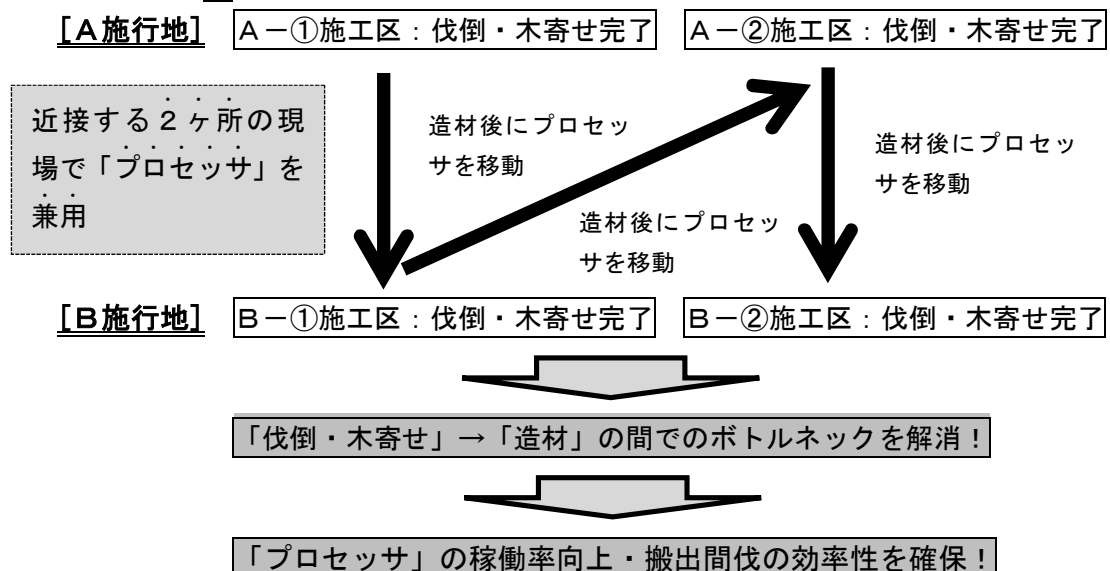 [A施行地] A－①施工区：伐倒・木寄せ完了 A－②施工区：伐倒・木寄せ完了
近接する２ヶ所の現
場で「プロセッサ」を
兼用
造材後にプロセッ
サを移動
造材後にプロセッ
サを移動
造材後にプロセッ
サを移動
[B施行地] B－①施工区：伐倒・木寄せ完了 B－②施工区：伐倒・木寄せ完了
「伐倒・木寄せ」→「造材」の間でのボトルネックを解消！
「プロセッサ」の稼働率向上・搬出間伐の効率性を確保！